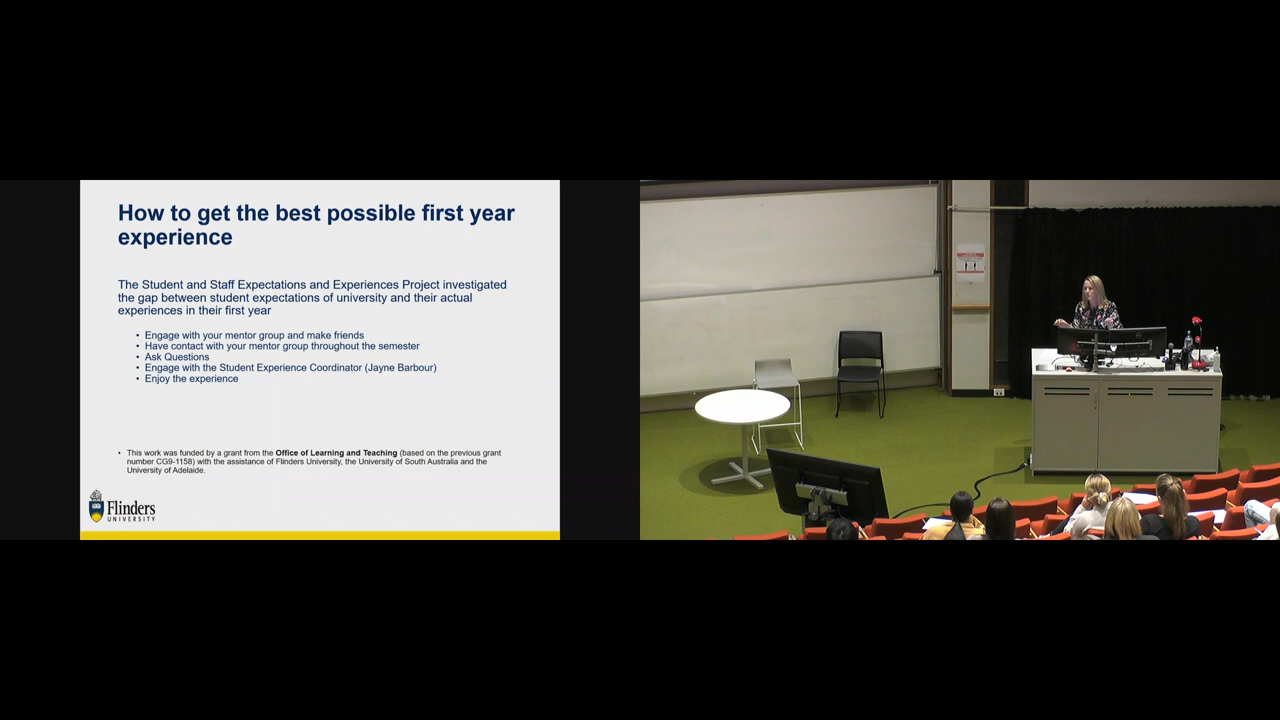 How to get the best possible first year
experience
The Student and Staff Expectations and Experiences Project investigated
the gap between student expectations of university and their actual
experiences in their first year
• Engage with your mentor group and make friends
• Have contact with your mentor group throughout the semester
• Ask Questions
• Engage with the Student Experience Coordinator (Jayne Barbour)
• Enjoy the experience
• This work was funded by a grant from the Office of Learning and Teaching (based on the previous grant
number CG9-1158) with the assistance of Flinders University, the University of South Australia and the
University of Adelaide.
Flinders
UNIVERSITY